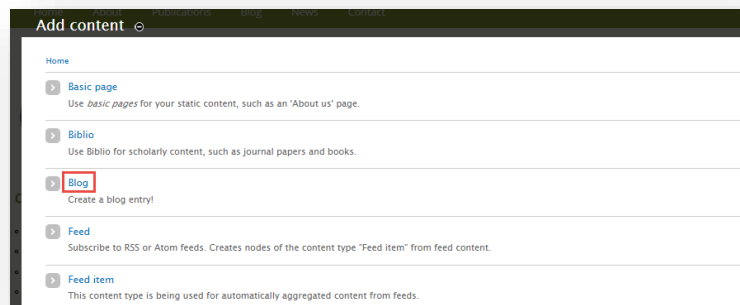 Home About Publications Blog News Contact
Add content
Home
Basic page
Use basic pages for your static content, such as an 'About us' page.
Biblio
Use Biblio for scholarly content, such as journal papers and books.
Blog
Create a blog entry!
Feed
Subscribe to RSS or Atom feeds. Creates nodes of the content type "Feed item" from feed content.
Feed item
This content type is being used for automatically aggregated content from feeds.